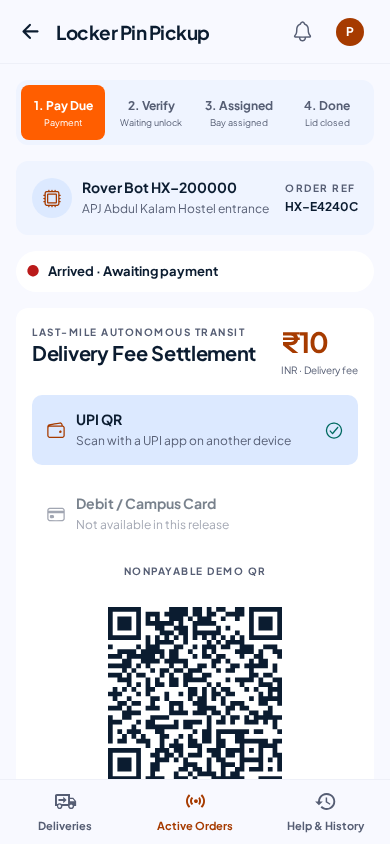 Locker Pin Pickup
P
1. Pay Due
Payment
2. Verify
Waiting unlock
3. Assigned
Bay assigned
4. Done
Lid closed
Rover Bot HX–200000
APJ Abdul Kalam Hostel entrance
ORDER REF
HX–E4240C
Arrived · Awaiting payment
LAST-MILE AUTONOMOUS TRANSIT
Delivery Fee Settlement
₹10
INR · Delivery fee
UPI QR
Scan with a UPI app on another device
Debit / Campus Card
Not available in this release
NONPAYABLE DEMO QR
Deliveries
Active Orders
Help & History